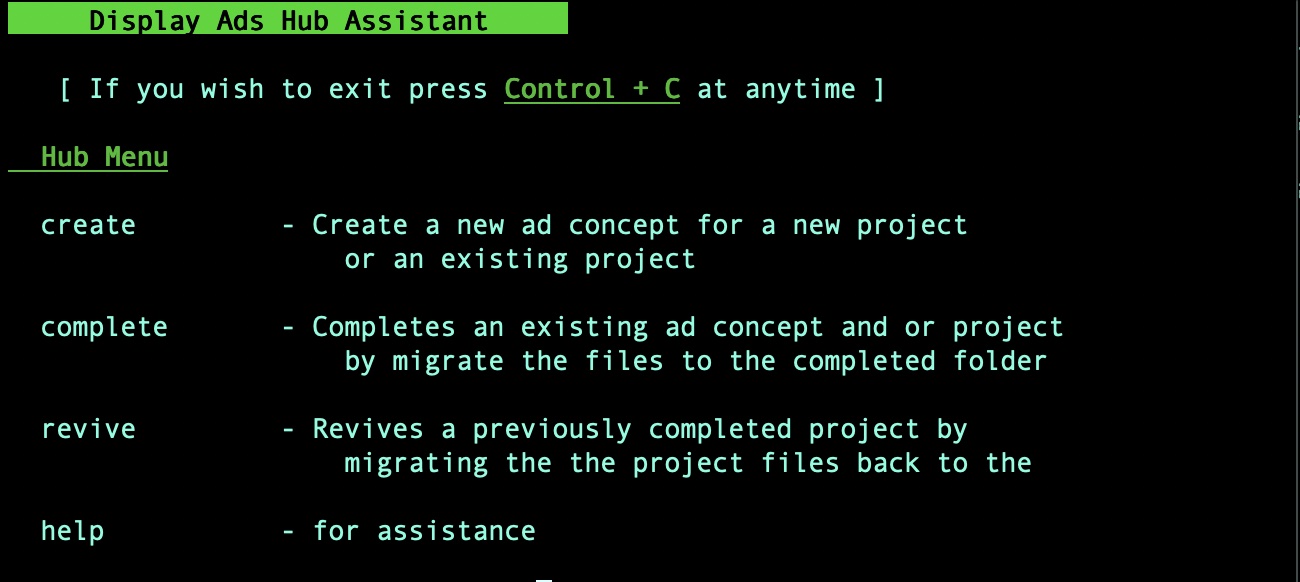 Display Ads Hub Assistant
[ If you wish to exit press Control + C at anytime ]
Hub Menu
create - Create a new ad concept for a new project
or an existing project
complete - Completes an existing ad concept and or project
by migrate the files to the completed folder
revive - Revives a previously completed project by
migrating the the project files back to the
help - for assistance